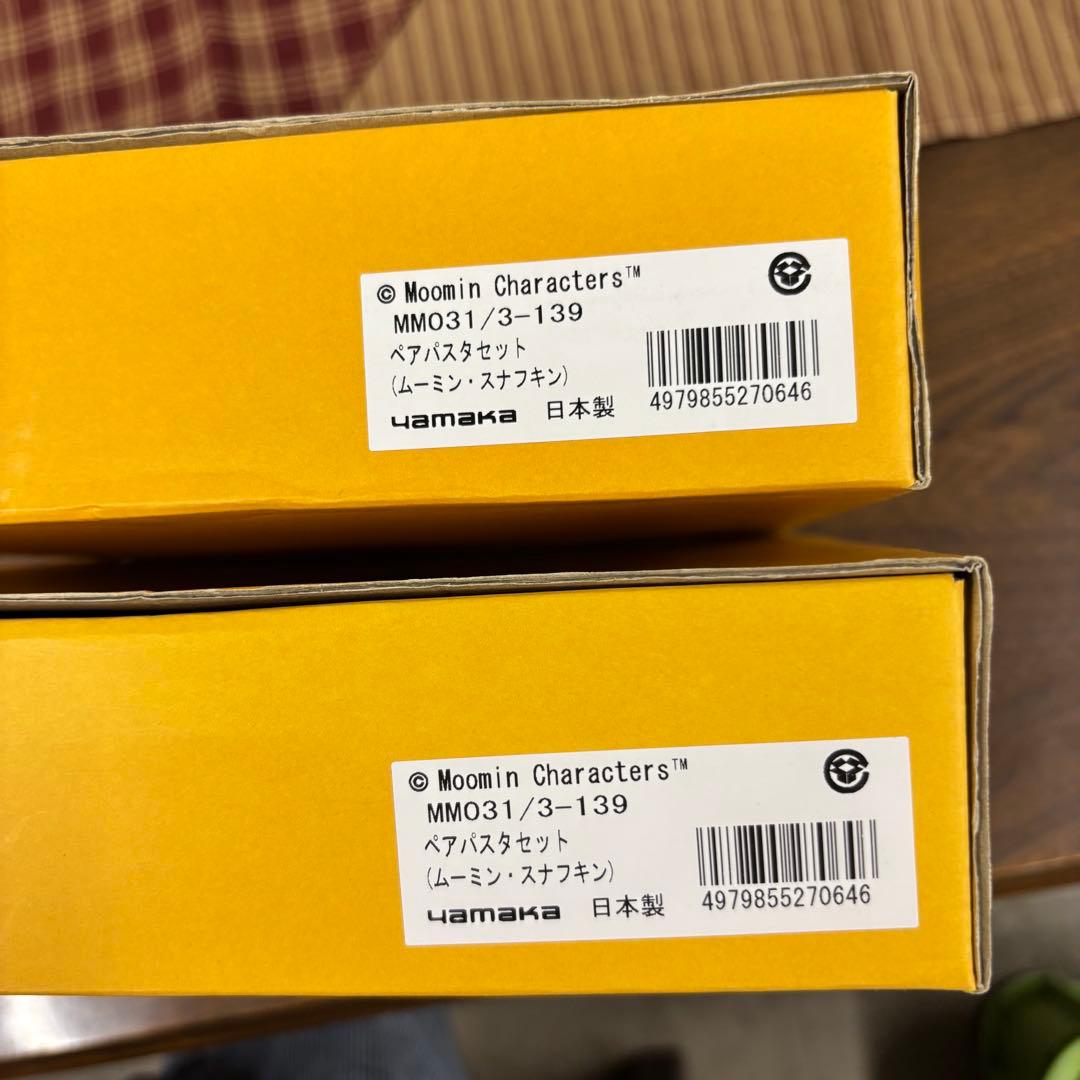 © Moomin Characters™
MM031/3-139
ペアパスタセット
(ムーミン・スナフキン)
yamaka 日本製
4979855270646
© Moomin Characters™
MM031/3-139
ペアパスタセット
(ムーミン・スナフキン)
yamaka 日本製
4979855270646